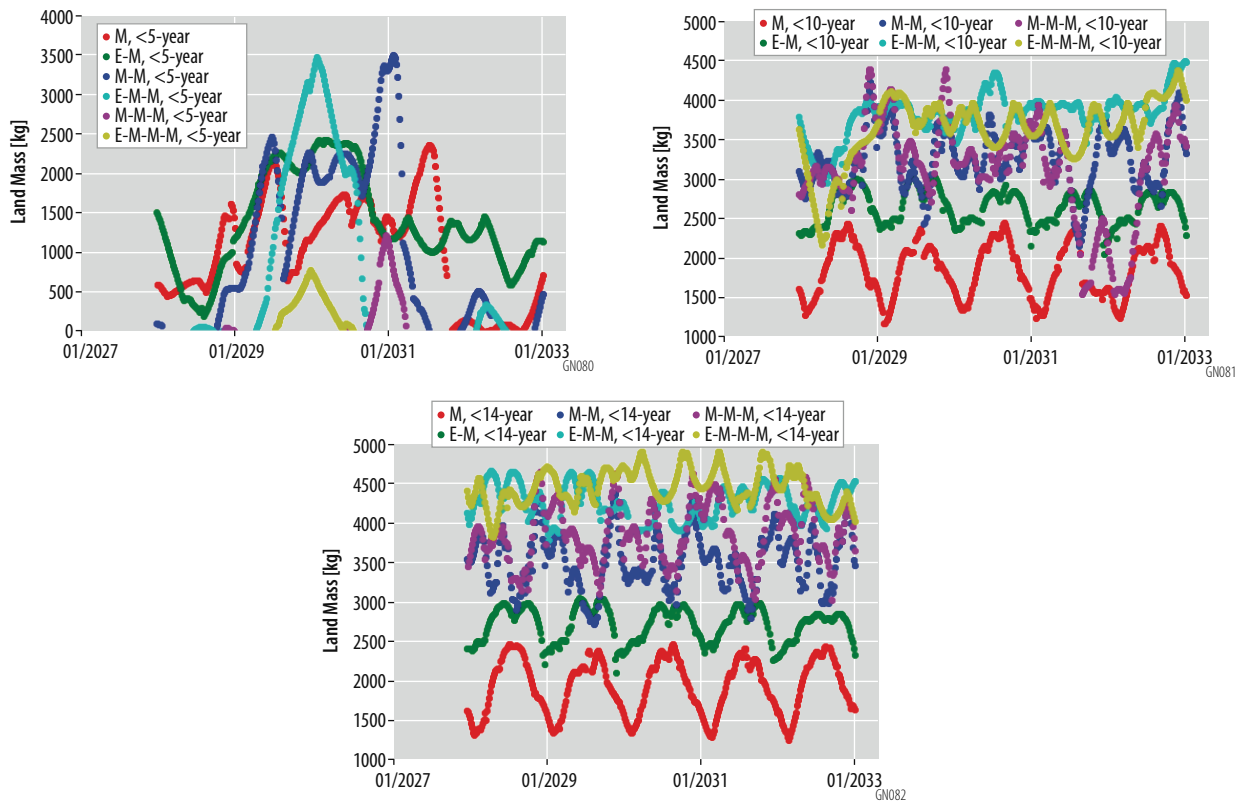 4000
3500
3000
2500
2000
1500
1000
500
0
Land Mass [kg]
M, <5-year
E-M, <5-year
M-M, <5-year
E-M-M, <5-year
M-M-M, <5-year
E-M-M-M, <5-year
01/2027 01/2029 01/2031 01/2033
GN080
M, <10-year M-M, <10-year M-M-M, <10-year
E-M, <10-year E-M-M, <10-year E-M-M-M, <10-year
5000
4500
4000
3500
3000
2500
2000
1500
1000
Land Mass [kg]
01/2027 01/2029 01/2031 01/2033
GN081
M, <14-year M-M, <14-year M-M-M, <14-year
E-M, <14-year E-M-M, <14-year E-M-M-M, <14-year
5000
4500
4000
3500
3000
2500
2000
1500
1000
Land Mass [kg]
01/2027 01/2029 01/2031 01/2033
GN082